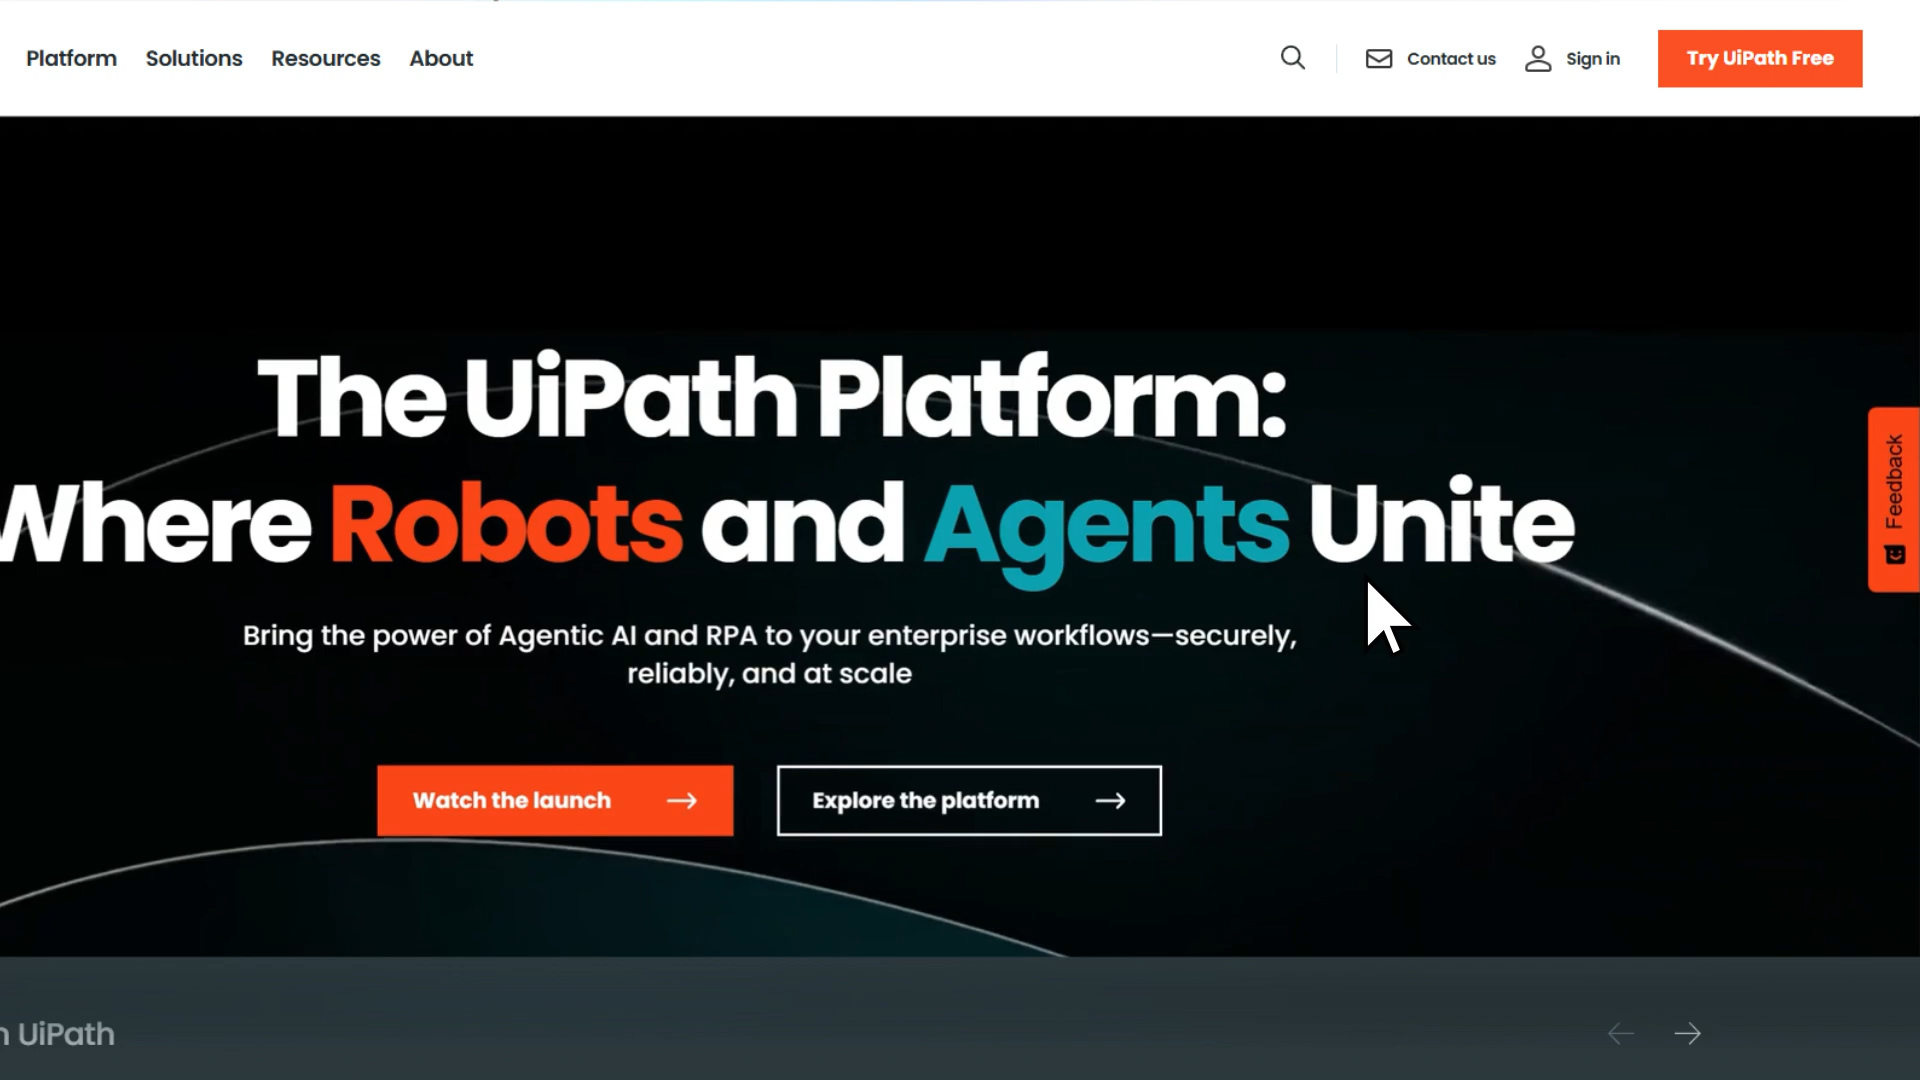 Platform Solutions Resources About Contact us Sign in Try UiPath Free
The UiPath Platform:
Where Robots and Agents Unite
Feedback
Bring the power of Agentic AI and RPA to your enterprise workflows—securely,
reliably, and at scale
Watch the launch → Explore the platform →
UiPath ← →